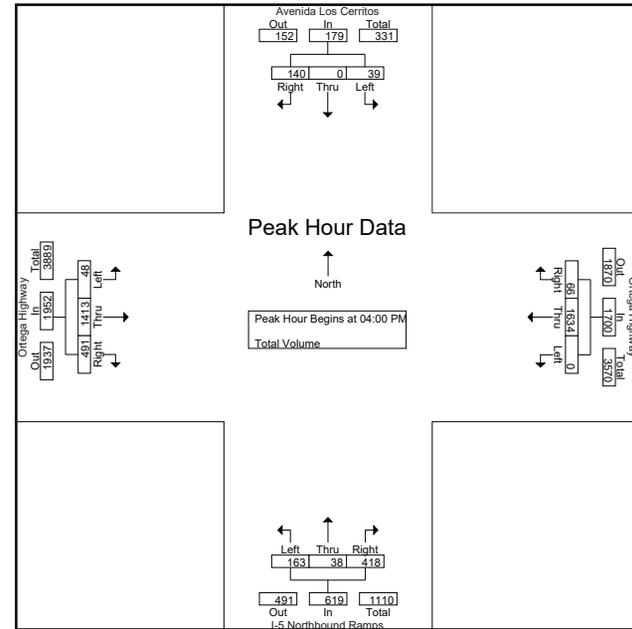 Avenida Los Cerritos
Out In Total
152 179 331
140 0 39
Right Thru Left
Peak Hour Data
North
Peak Hour Begins at 04:00 PM
Total Volume
Ortega Highway
Total In Out
3889 1952 1937
48 1413 491
Left Thru Right
Ortega Highway
Out In Total
1870 1700 3570
66 1634 0
Right Thru Left
Left Thru Right
163 38 418
491 619 1110
Out In Total
I-5 Northbound Ramps